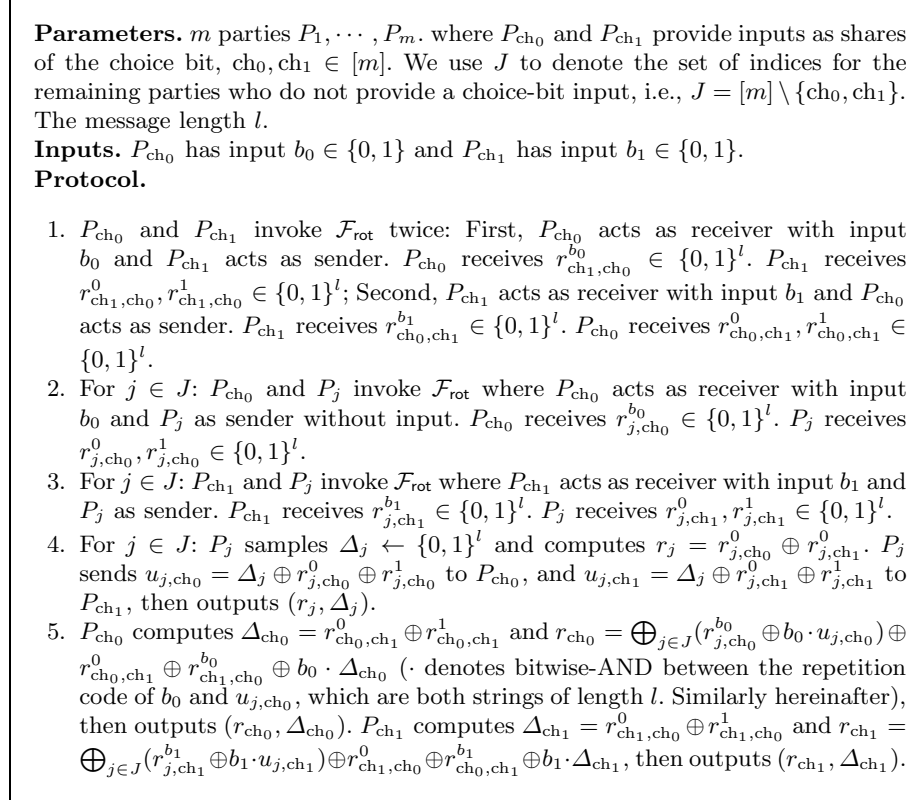 Parameters. m parties P_1, ⋯ , P_m. where P_{ch_0} and P_{ch_1} provide inputs as shares
of the choice bit, ch_0, ch_1 ∈ [m]. We use J to denote the set of indices for the
remaining parties who do not provide a choice-bit input, i.e., J = [m] \ {ch_0, ch_1}.
The message length l.
Inputs. P_{ch_0} has input b_0 ∈ {0, 1} and P_{ch_1} has input b_1 ∈ {0, 1}.
Protocol.
1. P_{ch_0} and P_{ch_1} invoke F_{rot} twice: First, P_{ch_0} acts as receiver with input
b_0 and P_{ch_1} acts as sender. P_{ch_0} receives r^{b_0}_{ch_1,ch_0} ∈ {0, 1}^l. P_{ch_1} receives
r^0_{ch_1,ch_0}, r^1_{ch_1,ch_0} ∈ {0, 1}^l; Second, P_{ch_1} acts as receiver with input b_1 and P_{ch_0}
acts as sender. P_{ch_1} receives r^{b_1}_{ch_0,ch_1} ∈ {0, 1}^l. P_{ch_0} receives r^0_{ch_0,ch_1}, r^1_{ch_0,ch_1} ∈
{0, 1}^l.
2. For j ∈ J: P_{ch_0} and P_j invoke F_{rot} where P_{ch_0} acts as receiver with input
b_0 and P_j as sender without input. P_{ch_0} receives r^{b_0}_{j,ch_0} ∈ {0, 1}^l. P_j receives
r^0_{j,ch_0}, r^1_{j,ch_0} ∈ {0, 1}^l.
3. For j ∈ J: P_{ch_1} and P_j invoke F_{rot} where P_{ch_1} acts as receiver with input b_1 and
P_j as sender. P_{ch_1} receives r^{b_1}_{j,ch_1} ∈ {0, 1}^l. P_j receives r^0_{j,ch_1}, r^1_{j,ch_1} ∈ {0, 1}^l.
4. For j ∈ J: P_j samples Δ_j ← {0, 1}^l and computes r_j = r^0_{j,ch_0} ⊕ r^0_{j,ch_1}. P_j
sends u_{j,ch_0} = Δ_j ⊕ r^0_{j,ch_0} ⊕ r^1_{j,ch_0} to P_{ch_0}, and u_{j,ch_1} = Δ_j ⊕ r^0_{j,ch_1} ⊕ r^1_{j,ch_1} to
P_{ch_1}, then outputs (r_j, Δ_j).
5. P_{ch_0} computes Δ_{ch_0} = r^0_{ch_0,ch_1} ⊕ r^1_{ch_0,ch_1} and r_{ch_0} = ⨁_{j∈J}(r^{b_0}_{j,ch_0} ⊕ b_0 · u_{j,ch_0}) ⊕
r^0_{ch_0,ch_1} ⊕ r^{b_0}_{ch_1,ch_0} ⊕ b_0 · Δ_{ch_0} (· denotes bitwise-AND between the repetition
code of b_0 and u_{j,ch_0}, which are both strings of length l. Similarly hereinafter),
then outputs (r_{ch_0}, Δ_{ch_0}). P_{ch_1} computes Δ_{ch_1} = r^0_{ch_1,ch_0} ⊕ r^1_{ch_1,ch_0} and r_{ch_1} =
⨁_{j∈J}(r^{b_1}_{j,ch_1} ⊕ b_1 · u_{j,ch_1}) ⊕ r^0_{ch_1,ch_0} ⊕ r^{b_1}_{ch_0,ch_1} ⊕ b_1 · Δ_{ch_1}, then outputs (r_{ch_1}, Δ_{ch_1}).